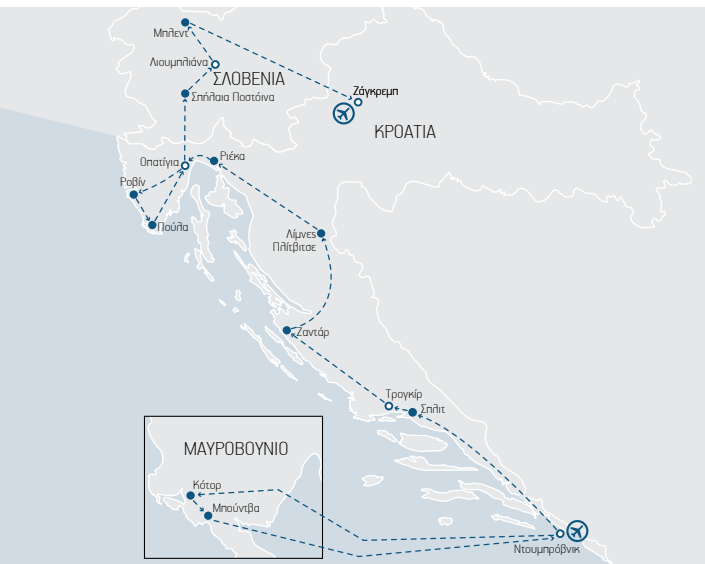 Μπλεντ
Λιουμπλιάνα
ΣΛΟΒΕΝΙΑ
Σπήλαια Ποστόινα
Ζάγκρεμπ
ΚΡΟΑΤΙΑ
Οπατίγια
Ριέκα
Ροβίν
Πούλα
Λίμνες
Πλίτβιτσε
Ζαντάρ
Τρογκίρ
Σπλιτ
ΜΑΥΡΟΒΟΥΝΙΟ
Κότορ
Μπούντβα
Ντουμπρόβνικ